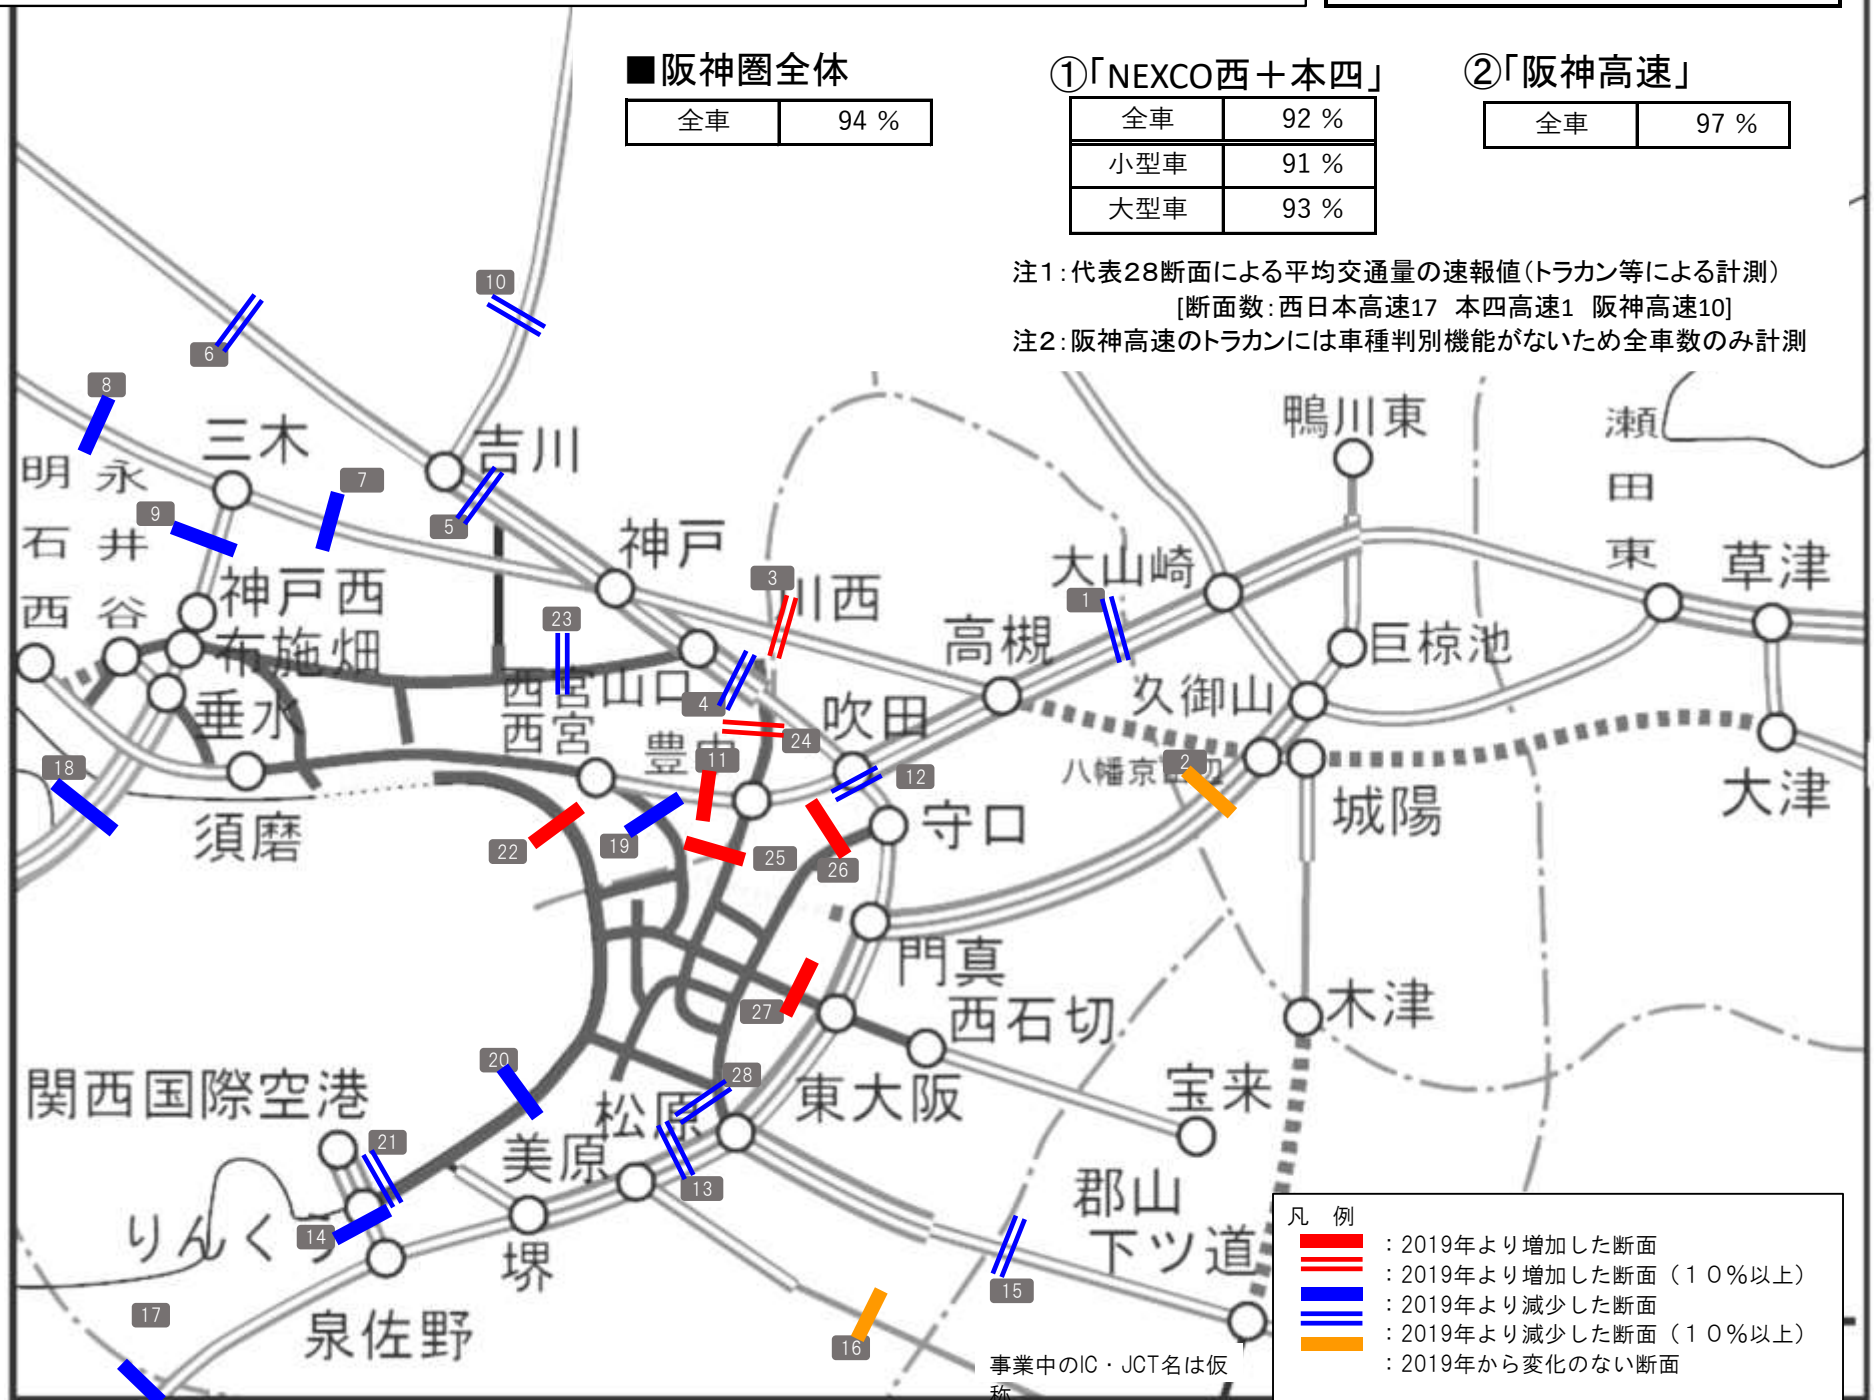 ■阪神圏全体
全車 94 %
①「NEXCO西＋本四」
全車 92 %
小型車 91 %
大型車 93 %
②「阪神高速」
全車 97 %
注1：代表28断面による平均交通量の速報値（トラカン等による計測）
[断面数：西日本高速17 本四高速1 阪神高速10]
注2：阪神高速のトラカンには車種判別機能がないため全車数のみ計測
10
6
8
三木
吉川
鴨川東
瀬田東
明石西
永井谷
7
9
5
神戸
3
川西
大山崎
1
草津
神戸西
布施畑
23
高槻
巨椋池
西宮山口
4
久御山
垂水
西宮
吹田
24
豊中
11
12
八幡京田辺
2
18
大津
須磨
22
19
25
26
守口
城陽
門真
27
西石切
木津
20
28
関西国際空港
松原
東大阪
宝来
21
美原
13
郡山
下ツ道
りんくう
14
堺
15
17
泉佐野
16
凡 例
：2019年より増加した断面
：2019年より増加した断面（１０％以上）
：2019年より減少した断面
：2019年より減少した断面（１０％以上）
：2019年から変化のない断面
事業中のIC・JCT名は仮
称